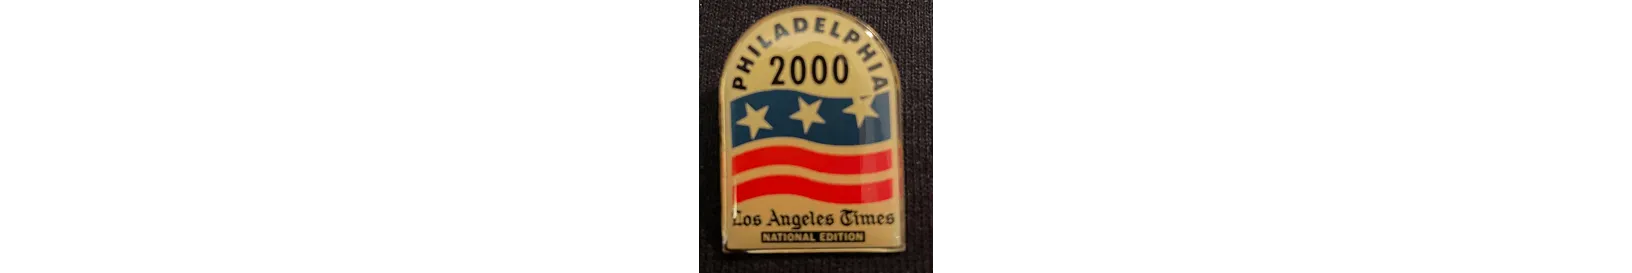 PHILADELPHIA
2000
Los Angeles Times
NATIONAL EDITION